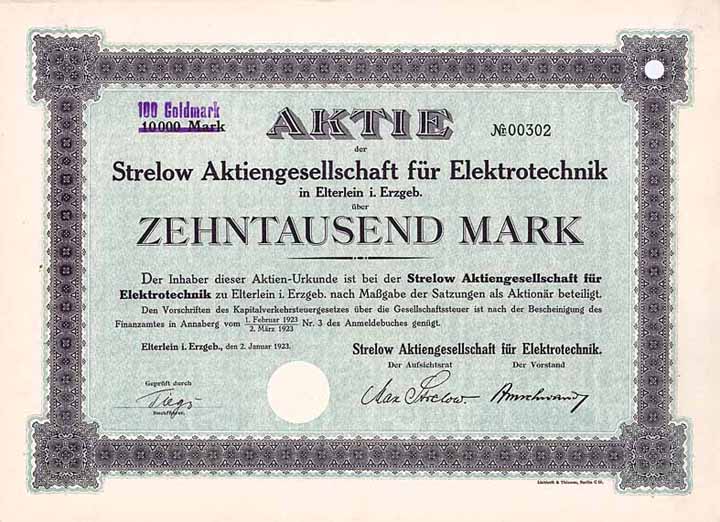 100 Goldmark
10000 Mark
AKTIE
№ 00302
der
Strelow Aktiengesellschaft für Elektrotechnik
in Elterlein i. Erzgeb.
über
ZEHNTAUSEND MARK
Der Inhaber dieser Aktien-Urkunde ist bei der Strelow Aktiengesellschaft für
Elektrotechnik zu Elterlein i. Erzgeb. nach Maßgabe der Satzungen als Aktionär beteiligt.
Den Vorschriften des Kapitalverkehrsteuergesetzes über die Gesellschaftssteuer ist nach der Bescheinigung des
Finanzamtes in Annaberg vom 1. Februar 1923 / 2. März 1923 Nr. 3 des Anmeldebuches genügt.
Elterlein i. Erzgeb., den 2. Januar 1923.
Strelow Aktiengesellschaft für Elektrotechnik.
Der Aufsichtsrat Der Vorstand
Geprüft durch
Max Strelow
Buchführer.